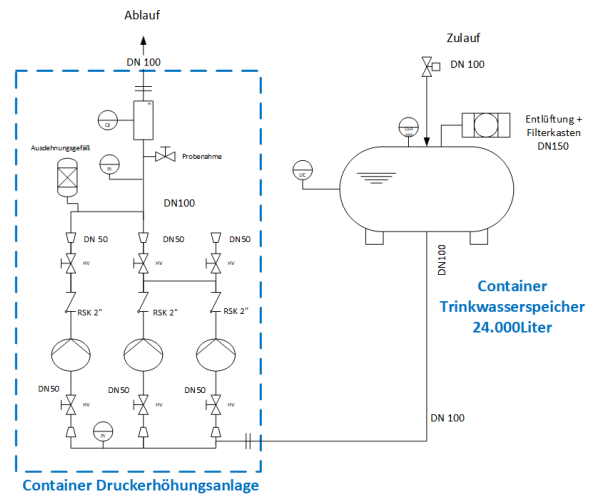 Ablauf
DN 100
Zulauf
DN 100
Entlüftung +
Filterkasten
DN150
QI
Ausdehnungsgefäß
Probenahme
PI
LIC
DN100
DN 50
DN50
DN50
HV
HV
HV
DN100
RSK 2"
RSK 2"
RSK 2"
Container
Trinkwasserspeicher
24.000Liter
DN50
DN50
DN50
HV
HV
HV
DN 100
PI
Container Druckerhöhungsanlage